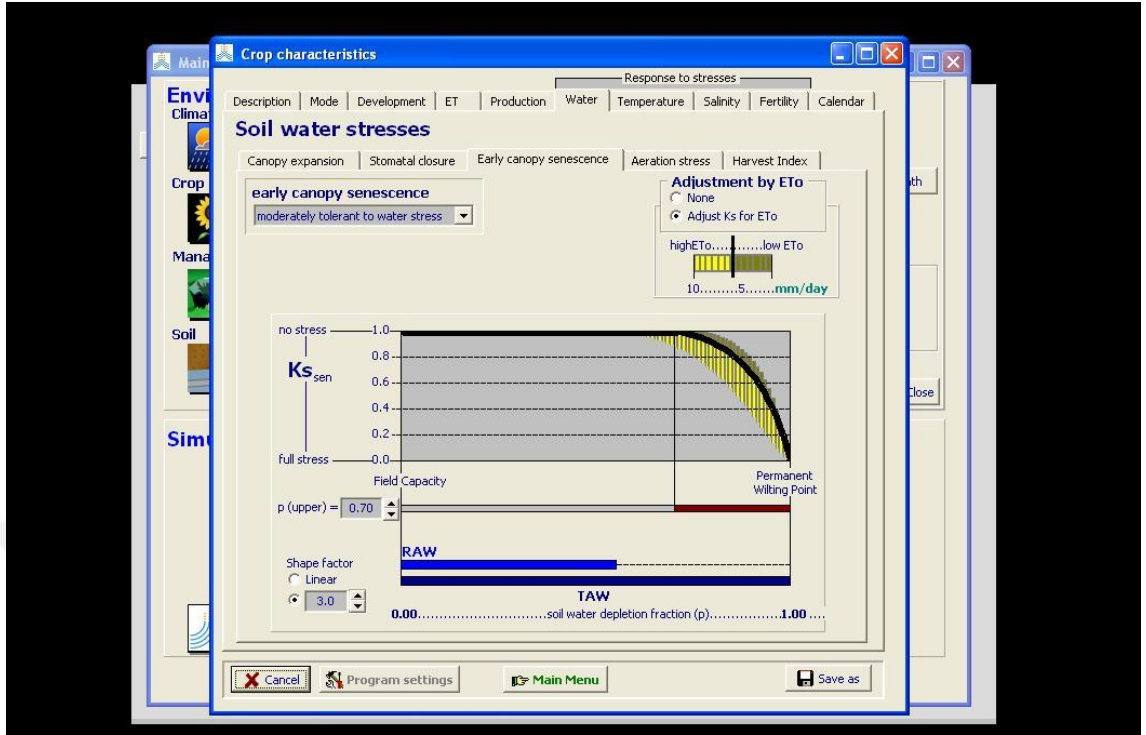 Crop characteristics
Main
Envi
Clima
Crop
Mana
Soil
Simu
ath
Close
Response to stresses
Description Mode Development ET Production Water Temperature Salinity Fertility Calendar
Soil water stresses
Canopy expansion Stomatal closure Early canopy senescence Aeration stress Harvest Index
early canopy senescence
moderately tolerant to water stress
Adjustment by ETo
None
Adjust Ks for ETo
highETo............low ETo
10.........5.......mm/day
no stress 1.0
0.8
Ks sen
0.6
0.4
0.2
full stress 0.0
Field Capacity
Permanent
Wilting Point
p (upper) = 0.70
RAW
Shape factor
Linear
3.0
TAW
0.00.............................soil water depletion fraction (p)................1.00 ....
Cancel Program settings Main Menu Save as